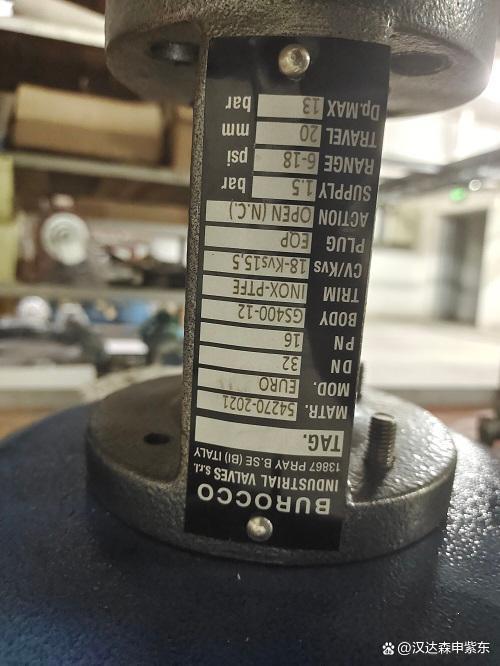 BUROCCO
INDUSTRIAL VALVES s.r.l.
13867 PRAY B.SE (BI) ITALY
TAG.
MATR. 54270-2021
MOD. EURO
DN 32
PN 16
BODY GS400-12
TRIM INOX-PTFE
CV/Kvs 18-Kvs15,5
PLUG EQP
ACTION OPEN (N.C.)
SUPPLY 1.5 bar
RANGE 6-18 psi
TRAVEL 20 mm
Dp.MAX 13 bar
@汉达森申紫东